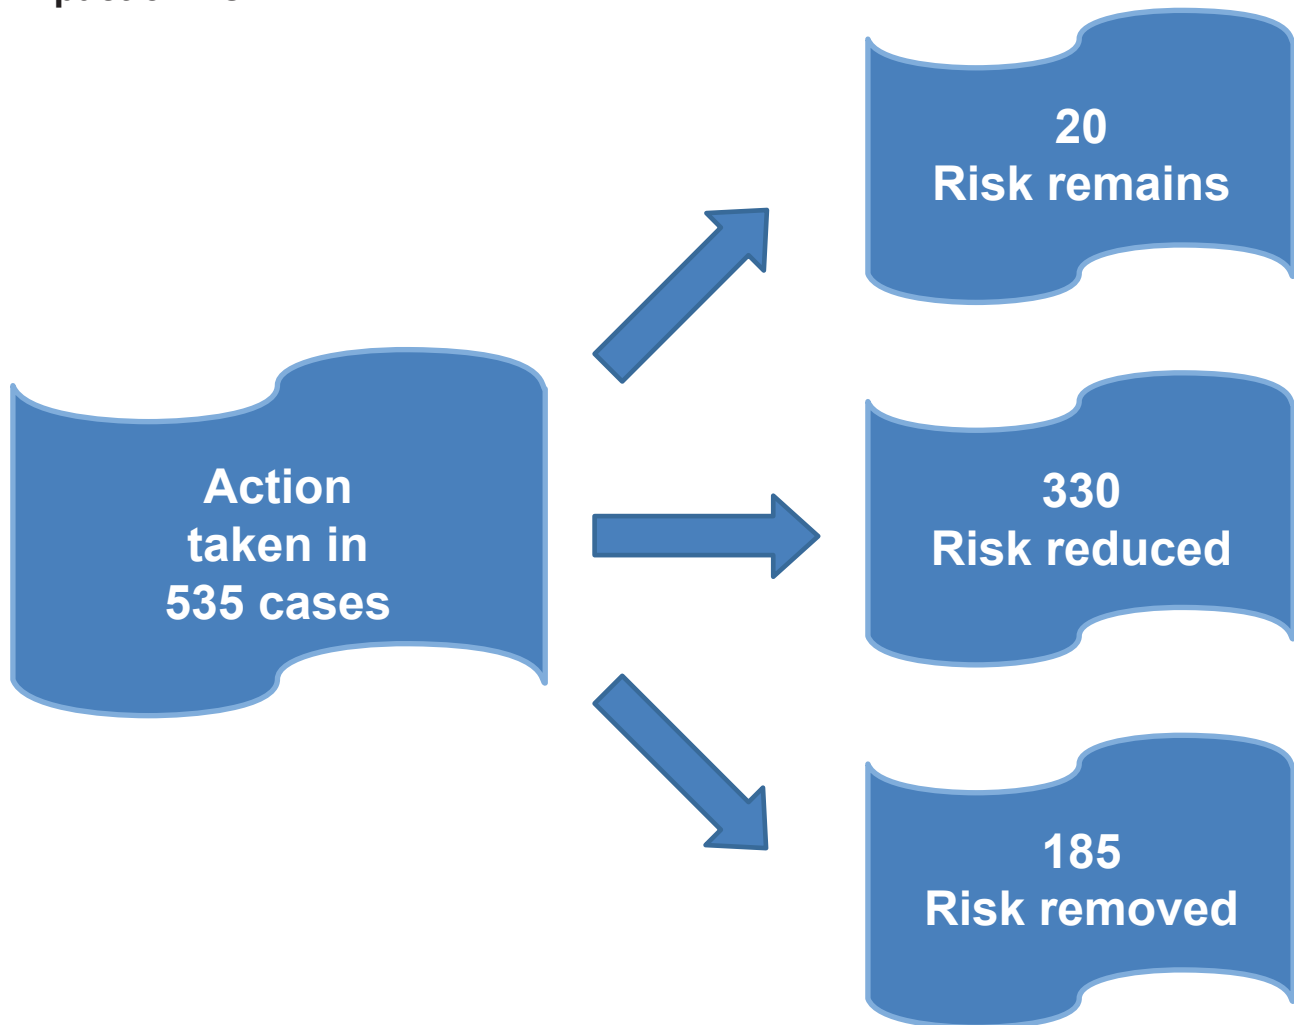 Action
taken in
535 cases
20
Risk remains
330
Risk reduced
185
Risk removed